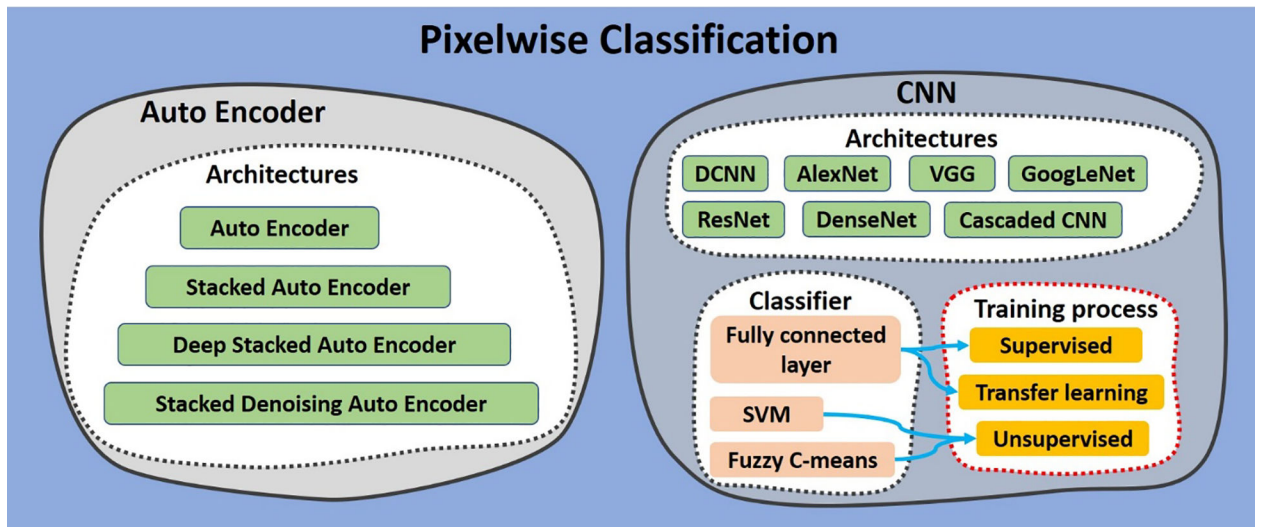 Pixelwise Classification
Auto Encoder
Architectures
Auto Encoder
Stacked Auto Encoder
Deep Stacked Auto Encoder
Stacked Denoising Auto Encoder
CNN
Architectures
DCNN
AlexNet
VGG
GoogLeNet
ResNet
DenseNet
Cascaded CNN
Classifier
Fully connected
layer
SVM
Fuzzy C-means
Training process
Supervised
Transfer learning
Unsupervised